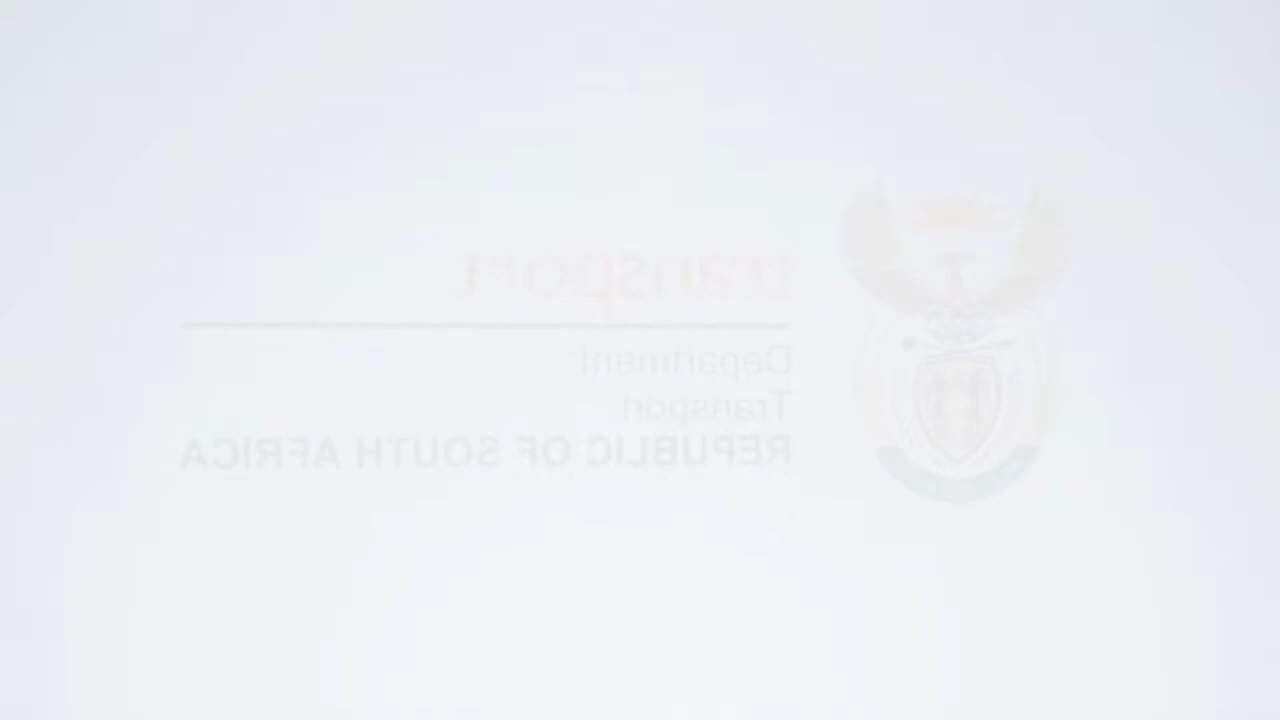 transport
Department:
Transport
REPUBLIC OF SOUTH AFRICA